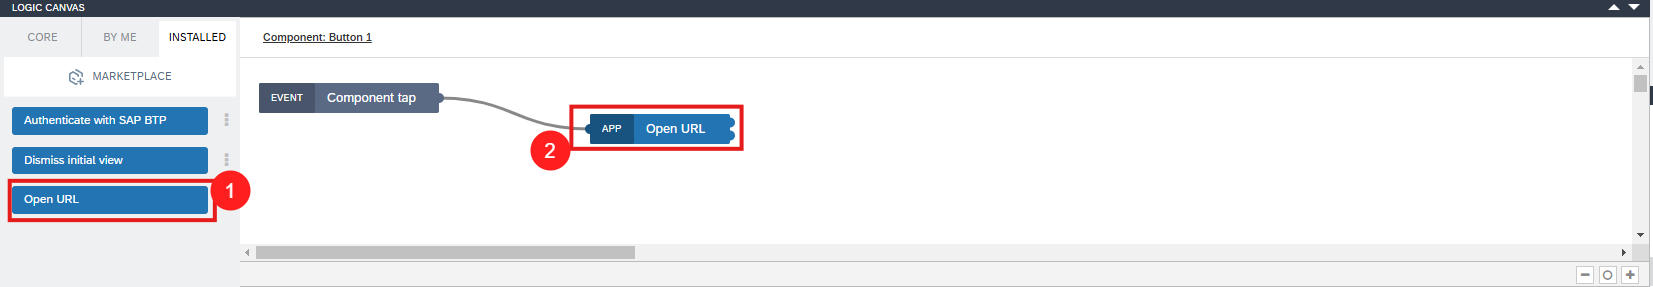 LOGIC CANVAS
CORE BY ME INSTALLED
Component: Button 1
MARKETPLACE
EVENT Component tap
Authenticate with SAP BTP
APP Open URL
2
Dismiss initial view
1
Open URL